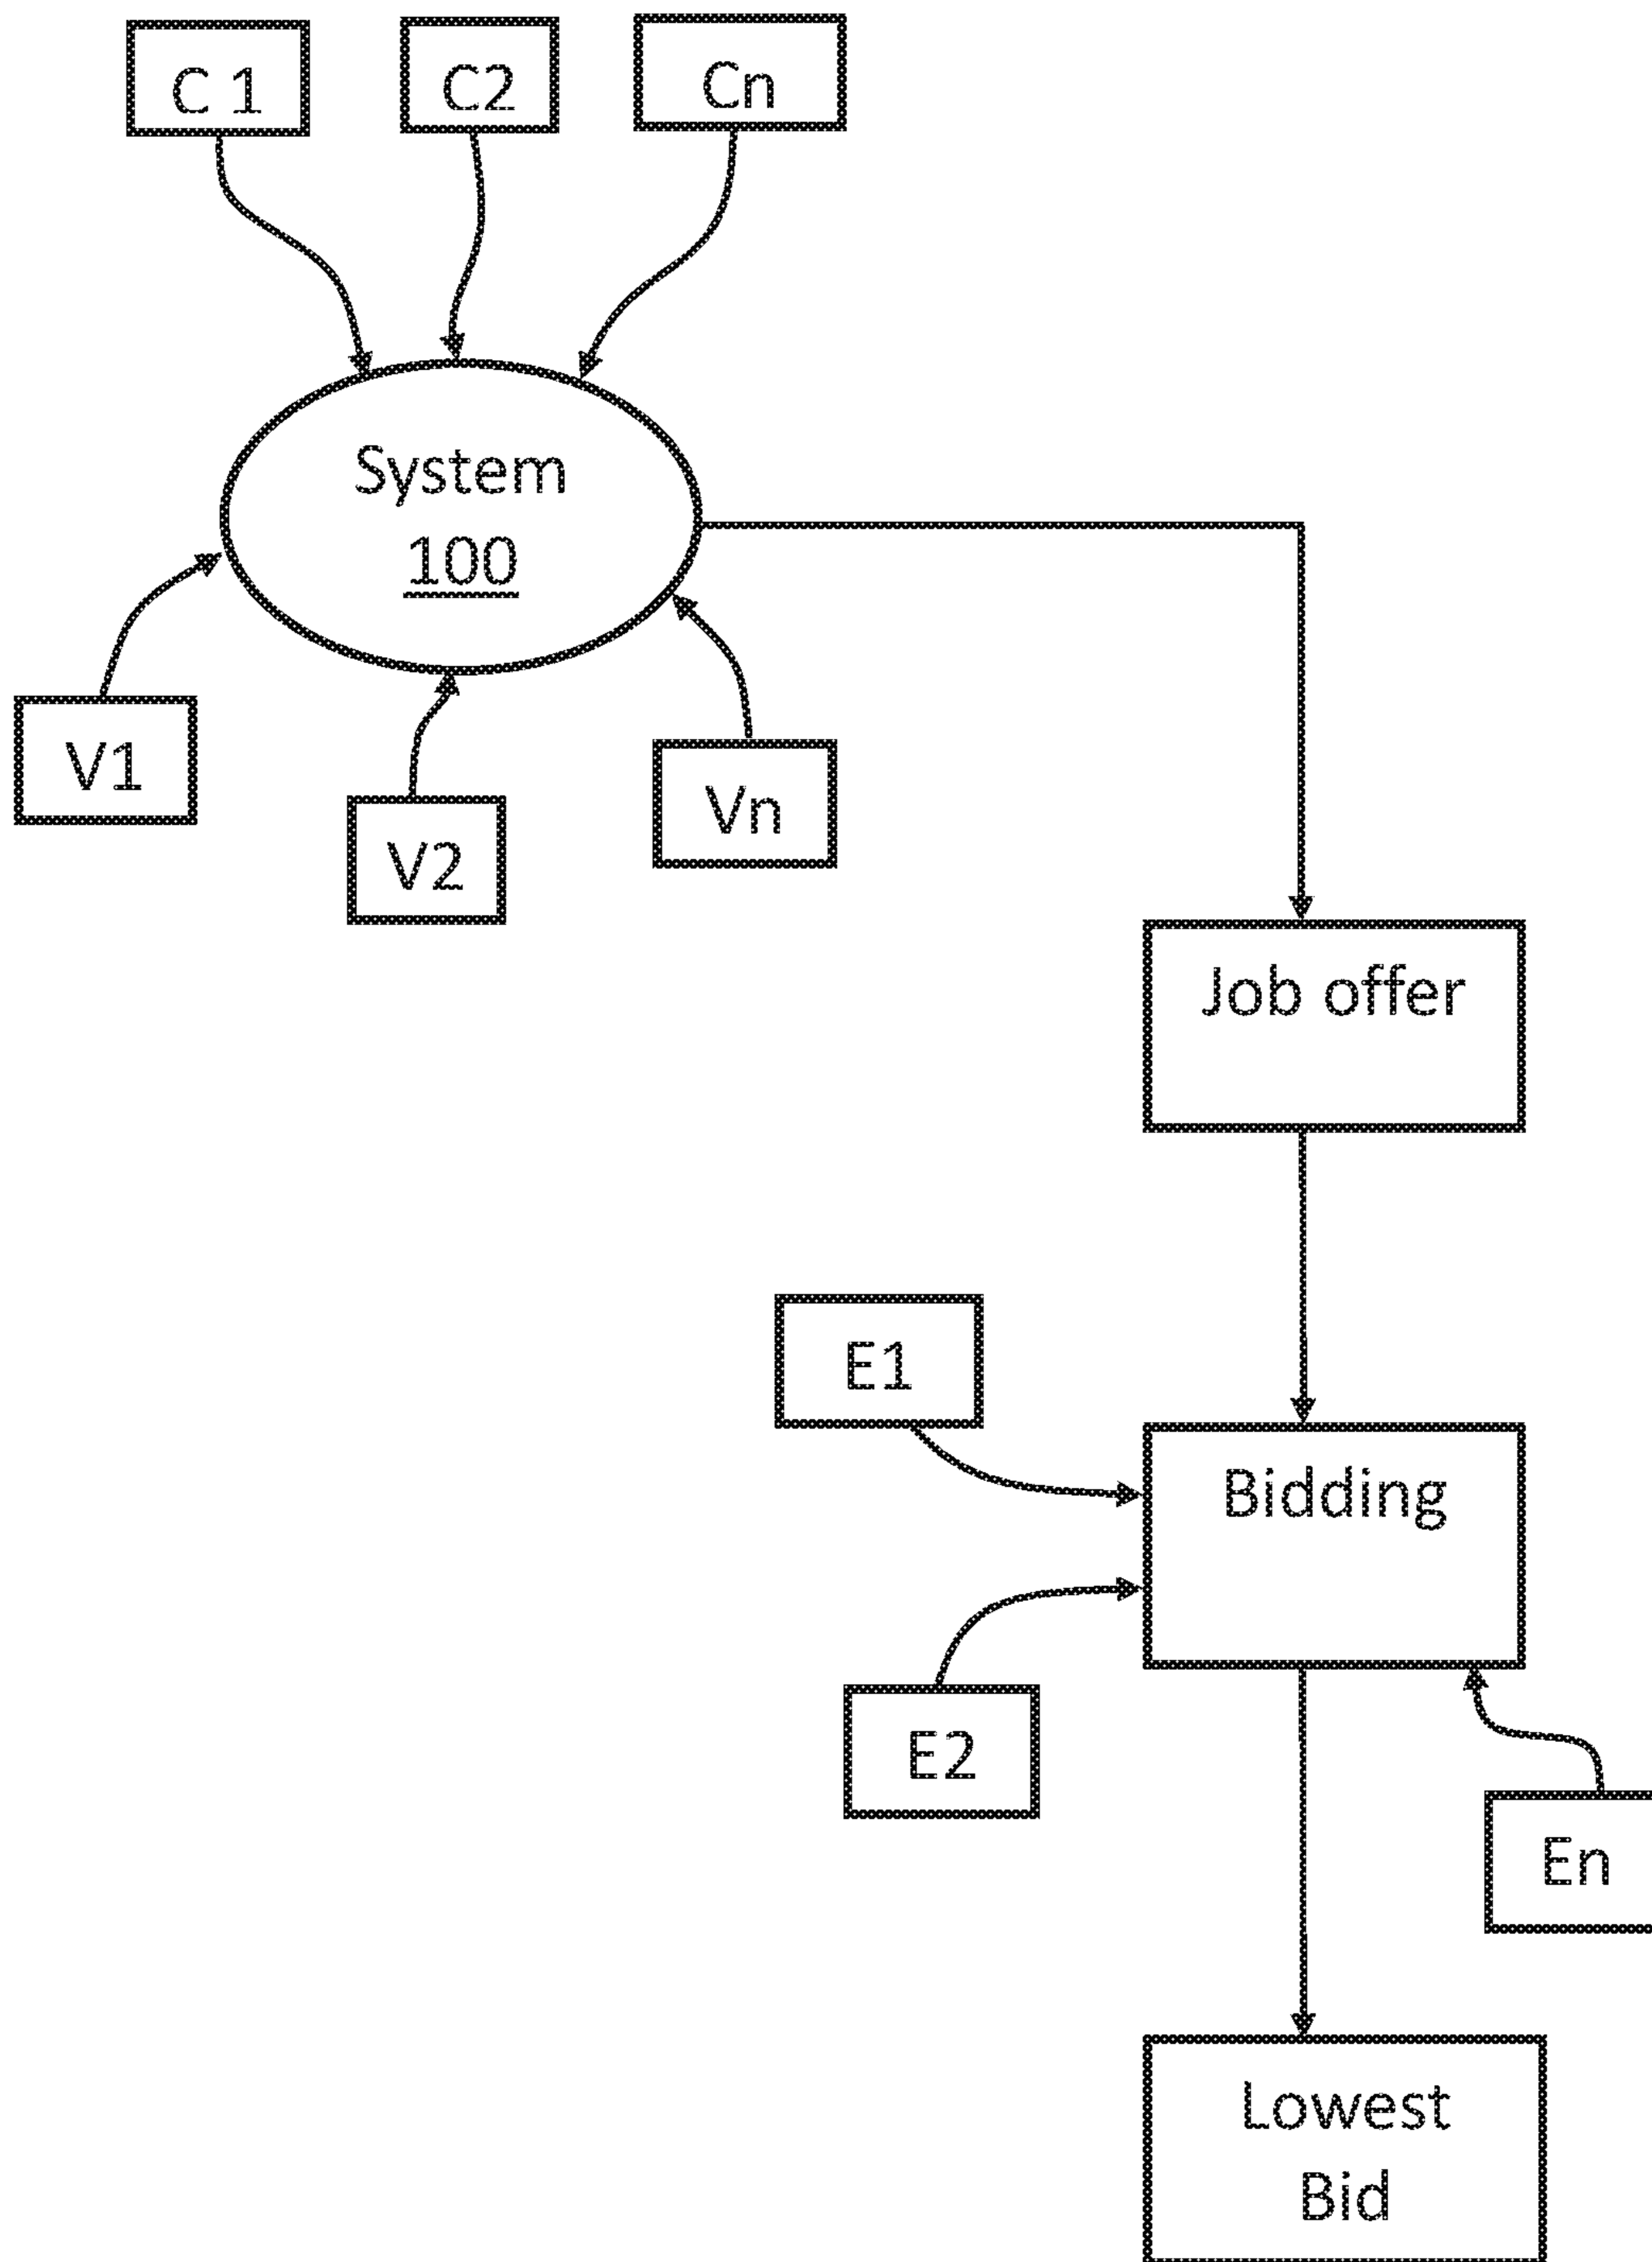 C 1
C2
Cn
System
100
V1
V2
Vn
Job offer
E1
Bidding
E2
En
Lowest
Bid